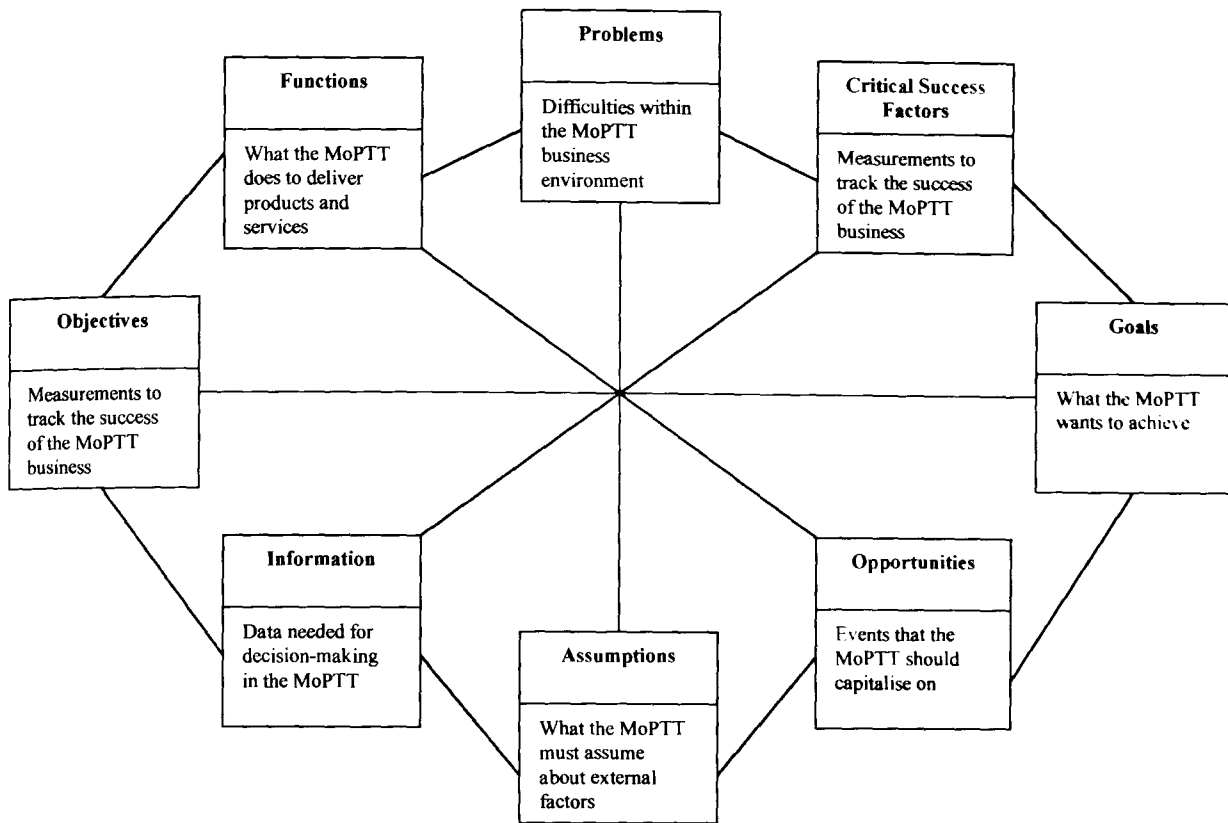 Problems
Difficulties within
the MoPTT
business
environment
Functions
What the MoPTT
does to deliver
products and
services
Critical Success
Factors
Measurements to
track the success
of the MoPTT
business
Objectives
Measurements to
track the success
of the MoPTT
business
Goals
What the MoPTT
wants to achieve
Information
Data needed for
decision-making
in the MoPTT
Opportunities
Events that the
MoPTT should
capitalise on
Assumptions
What the MoPTT
must assume
about external
factors